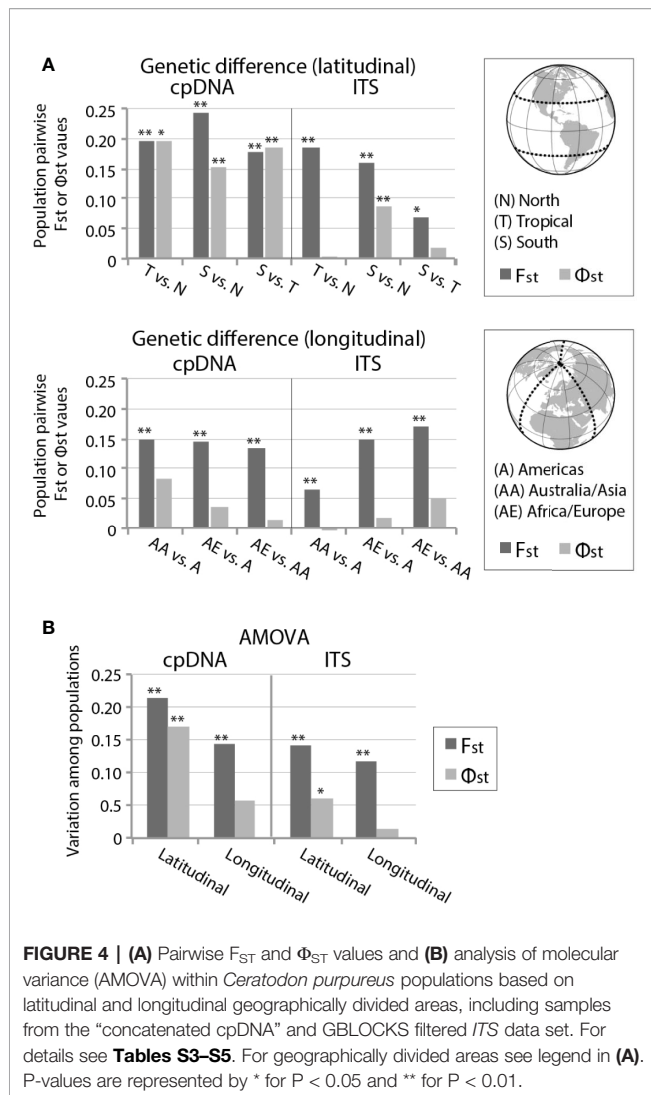 A
Genetic difference (latitudinal)
cpDNA
ITS
Population pairwise
Fst or Φst vaues
0.25
0.20
0.15
0.10
0.05
0
** * ** ** ** ** ** ** ** *
T vs. N
S vs. N
S vs. T
T vs. N
S vs. N
S vs. T
(N) North
(T) Tropical
(S) South
Fst
Φst
Genetic difference (longitudinal)
cpDNA
ITS
Population pairwise
Fst or Φst vaues
0.25
0.20
0.15
0.10
0.05
0
** ** ** ** ** **
AA vs. A
AE vs. A
AE vs. AA
AA vs. A
AE vs. A
AE vs. AA
(A) Americas
(AA) Australia/Asia
(AE) Africa/Europe
Fst
Φst
B
AMOVA
cpDNA
ITS
Variation among populations
0.25
0.20
0.15
0.10
0.5
0
** ** ** ** * **
Latitudinal
Longitudinal
Latitudinal
Longitudinal
Fst
Φst
FIGURE 4 | (A) Pairwise FST and ΦST values and (B) analysis of molecular
variance (AMOVA) within Ceratodon purpureus populations based on
latitudinal and longitudinal geographically divided areas, including samples
from the “concatenated cpDNA” and GBLOCKS filtered ITS data set. For
details see Tables S3–S5. For geographically divided areas see legend in (A).
P-values are represented by * for P < 0.05 and ** for P < 0.01.